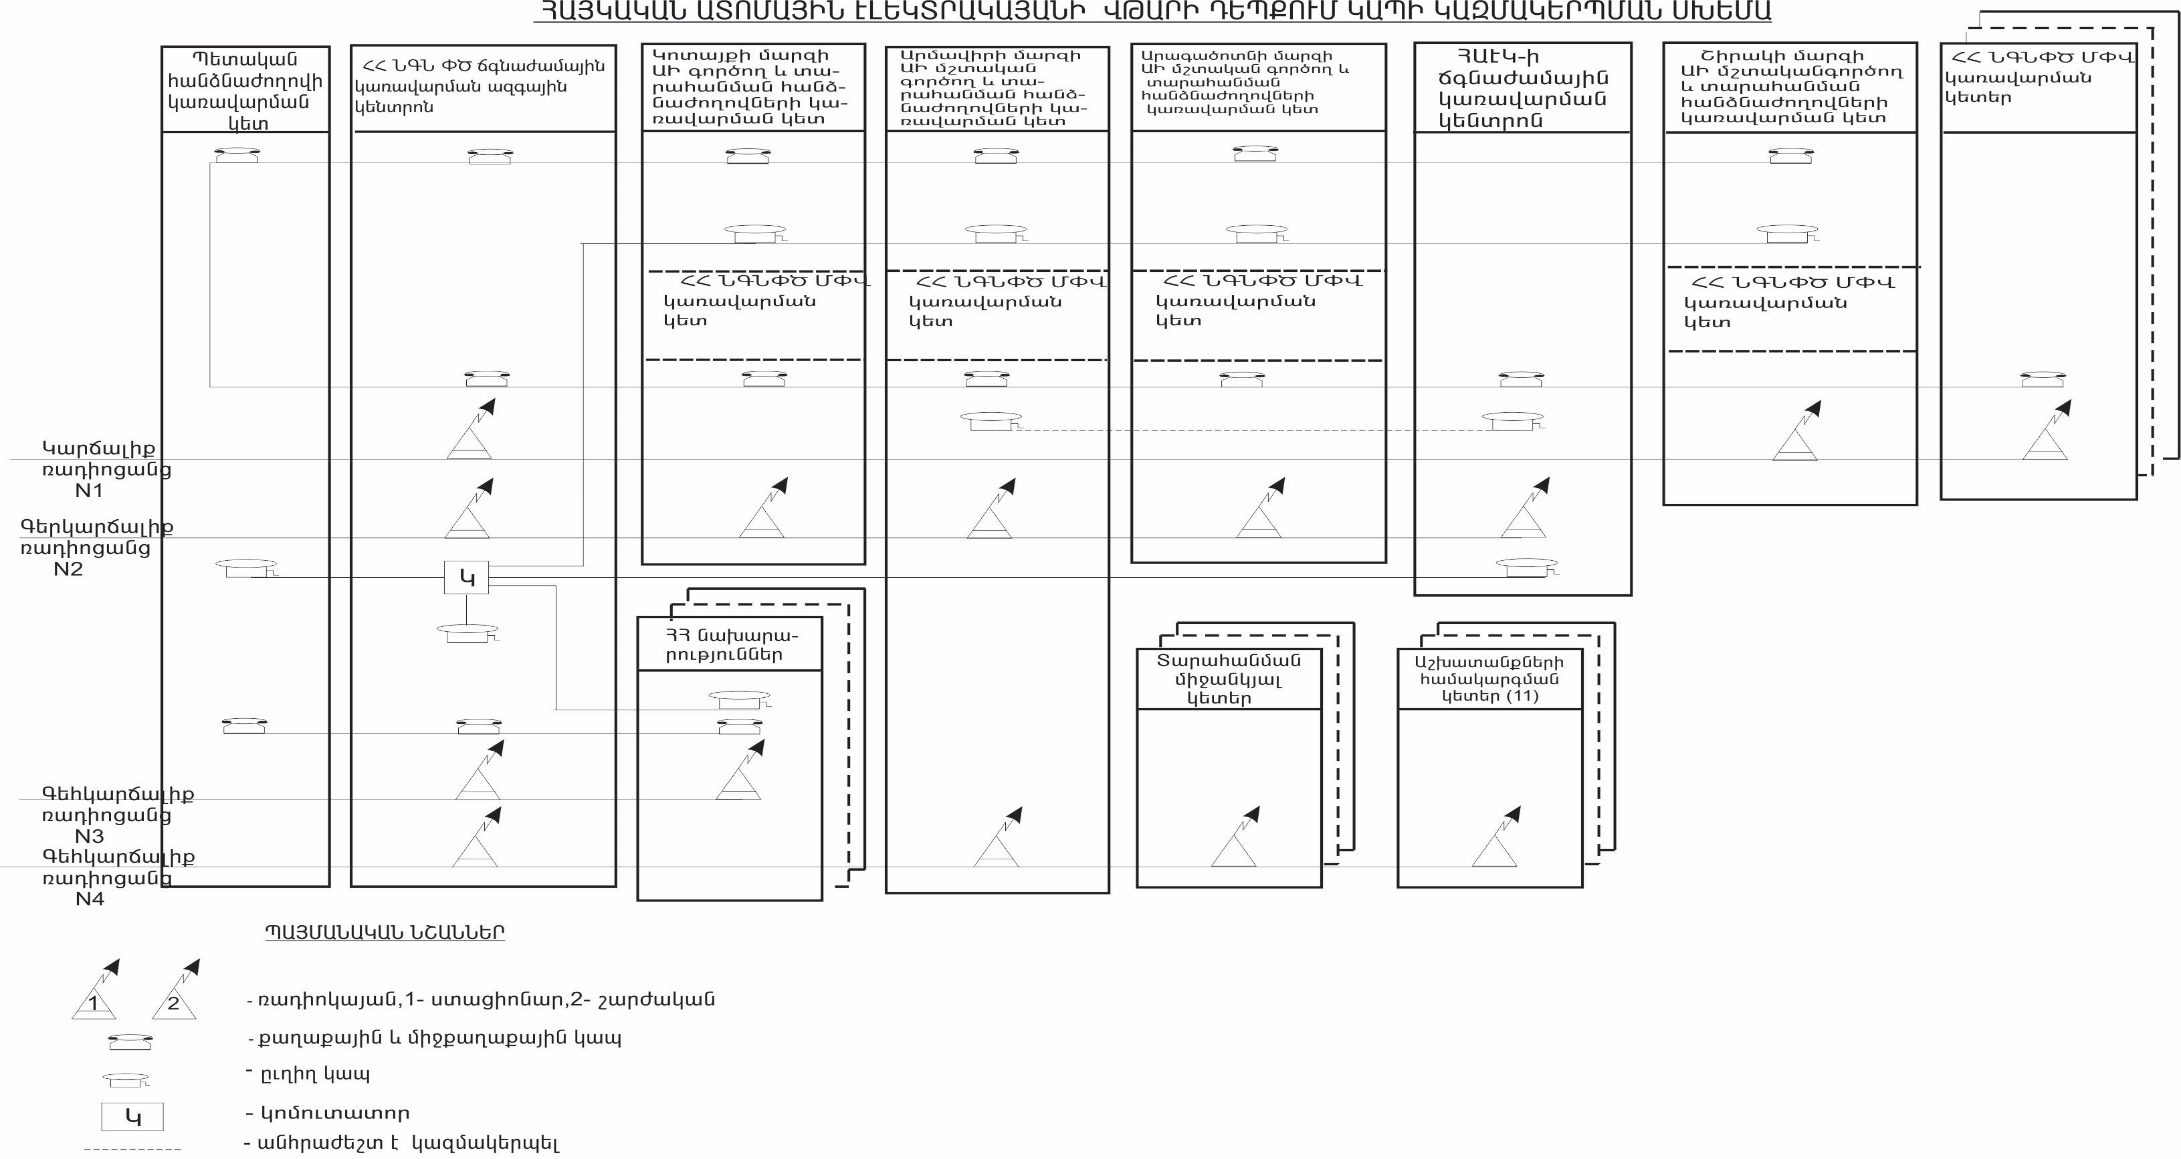 ՀԱՅԿԱԿԱՆ ԱՏՈՄԱՅԻՆ ԷԼԵԿՏՐԱԿԱՅԱՆԻ ՎԹԱՐԻ ԴԵՊՔՈՒՄ ԿԱՊԻ ԿԱԶՄԱԿԵՐՊՄԱՆ ՍԽԵՄԱ
Պետական
հանձնաժողովի
կառավարման
կետ
ՀՀ ՆԳՆ ՓԾ ճգնաժամային
կառավարման ազգային
կենտրոն
Կոտայքի մարզի
ԱԻ գործող և տա-
րահանման հանձ-
նաժողովների կա-
ռավարման կետ
Արմավիրի մարզի
ԱԻ մշտական
գործող և տա-
րահանման հանձ-
նաժողովների կա-
ռավարման կետ
Արագածոտնի մարզի
ԱԻ մշտական գործող և
տարահանման
հանձնաժողովների
կառավարման կետ
ՀԱԷԿ-ի
ճգնաժամային
կառավարման
կենտրոն
Շիրակի մարզի
ԱԻ մշտականգործող
և տարահանման
հանձնաժողովների
կառավարման կետ
ՀՀ ՆԳՆՓԾ ՄՓՎ
կառավարման
կետեր
ՀՀ ՆԳՆՓԾ ՄՓՎ
կառավարման
կետ
ՀՀ ՆԳՆՓԾ ՄՓՎ
կառավարման
կետ
ՀՀ ՆԳՆՓԾ ՄՓՎ
կառավարման
կետ
ՀՀ ՆԳՆՓԾ ՄՓՎ
կառավարման
կետ
Կարճալիք
ռադիոցանց
N1
Գերկարճալիք
ռադիոցանց
N2
Կ
ՀՀ նախարա-
րություններ
Տարահանման
միջանկյալ
կետեր
Աշխատանքների
համակարգման
կետեր (11)
Գեհկարճալիք
ռադիոցանց
N3
Գեհկարճալիք
ռադիոցանց
N4
ՊԱՅՄԱՆԱԿԱՆ ՆՇԱՆՆԵՐ
1 2 - ռադիոկայան,1- ստացիոնար,2- շարժական
- քաղաքային և միջքաղաքային կապ
- ուղիղ կապ
Կ - կոմուտատոր
- անհրաժեշտ է կազմակերպել